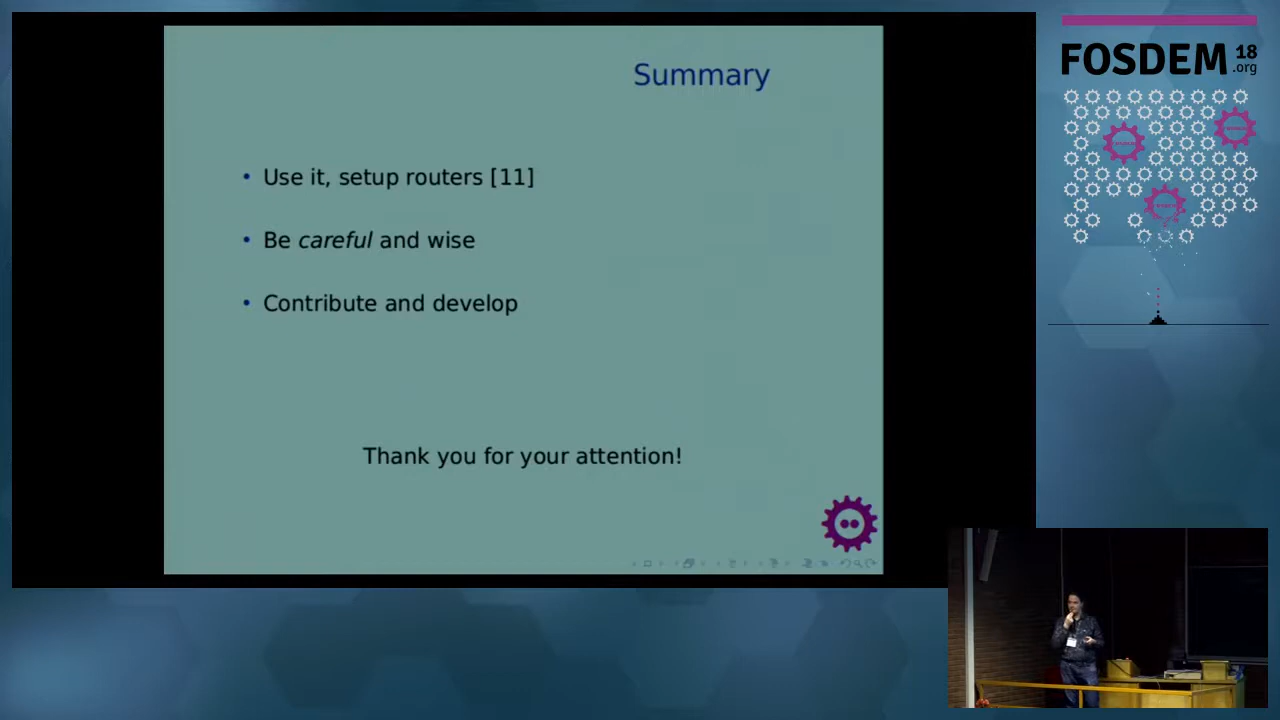 Summary
• Use it, setup routers [11]
• Be careful and wise
• Contribute and develop
Thank you for your attention!
FOSDEM 18
.org